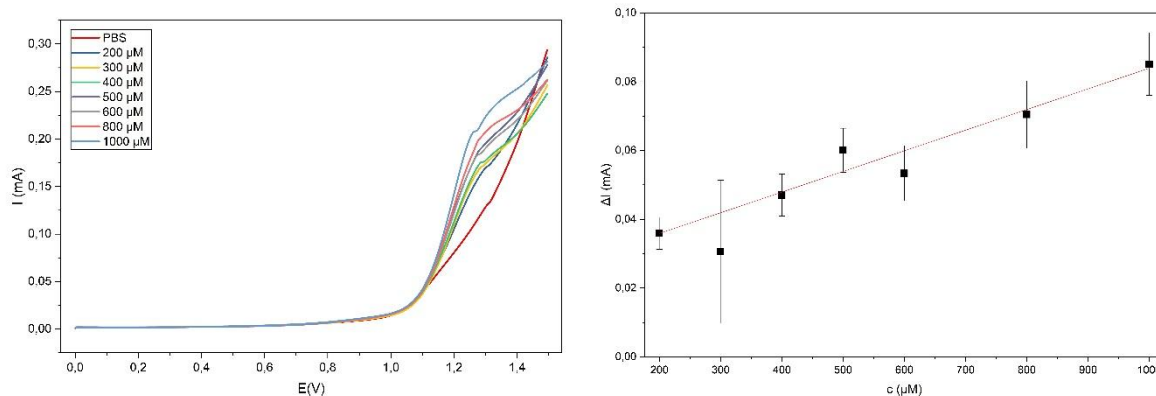 0,30
0,25
0,20
0,15
0,10
0.05
0,00
I (mA)
PBS
200 µM
300 µM
400 µM
500 µM
600 µM
800 µM
1000 µM
0,0 0,2 0,4 0,6 0,8 1,0 1,2 1,4
E(V)
0,10
0,08
0,06
0,04
0,02
0,00
ΔI (mA)
200 300 400 500 600 700 800 900 100
c (µM)